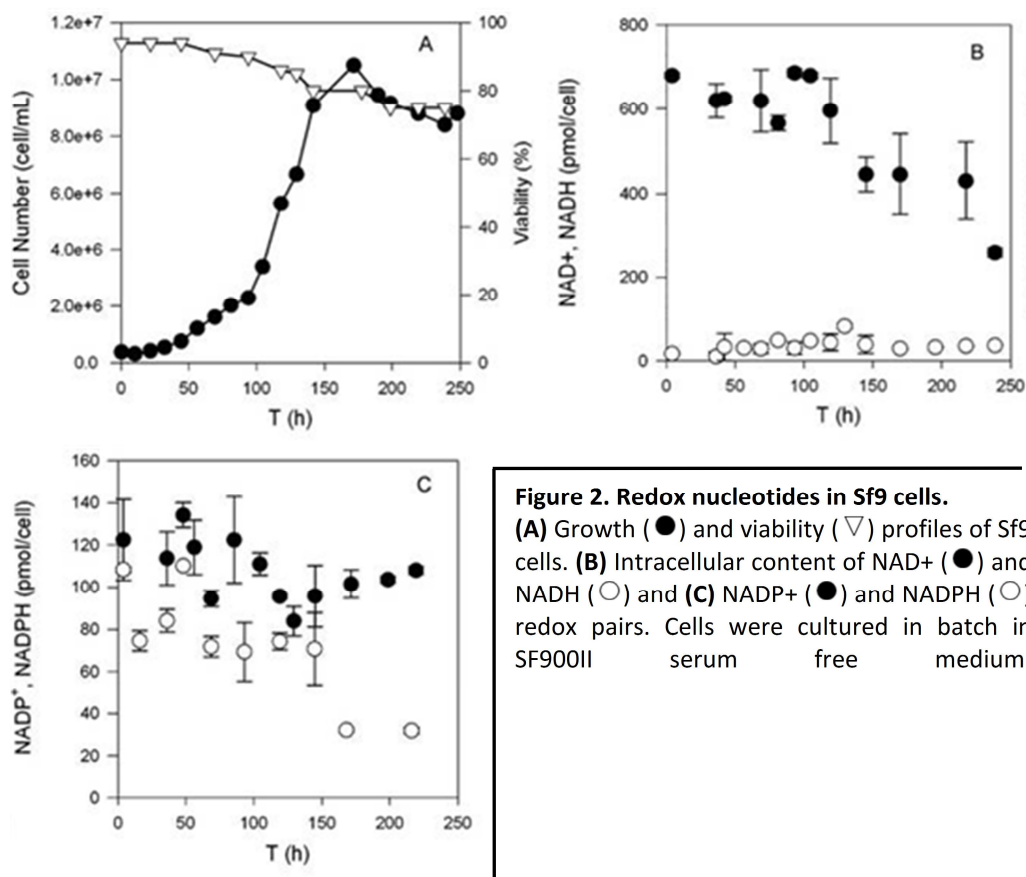 1.2e+7
1.0e+7
8.0e+6
6.0e+6
4.0e+6
2.0e+6
0.0
Cell Number (cell/mL)
A
100
80
60
40
20
0
Viability (%)
0 50 100 150 200 250
T (h)
800
600
400
200
0
NAD+, NADH (pmol/cell)
B
0 50 100 150 200 250
T (h)
160
140
120
100
80
60
40
20
0
NADP⁺, NADPH (pmol/cell)
C
0 50 100 150 200 250
T (h)
Figure 2. Redox nucleotides in Sf9 cells.
(A) Growth (●) and viability (▽) profiles of Sf9
cells. (B) Intracellular content of NAD+ (●) and
NADH (○) and (C) NADP+ (●) and NADPH (○)
redox pairs. Cells were cultured in batch in
SF900II serum free medium